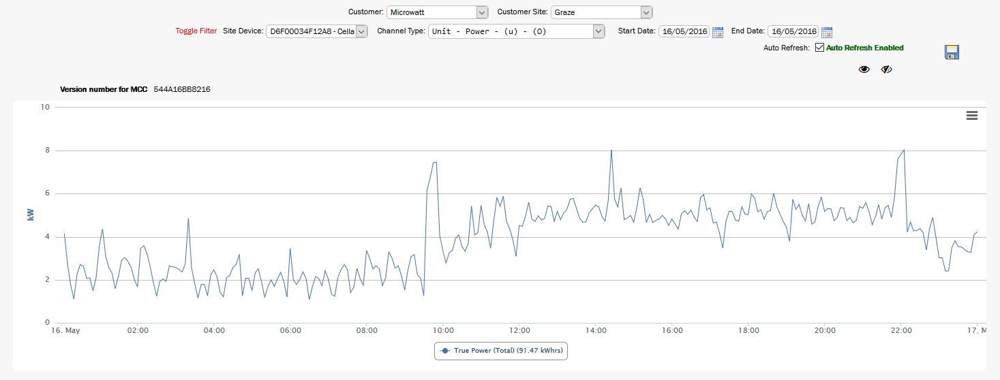 Customer: Microwatt Customer Site: Graze
Toggle Filter Site Device: D6F00034F12A8 - Cella Channel Type: Unit - Power - (u) - (O) Start Date: 16/05/2016 End Date: 16/05/2016
Auto Refresh: Auto Refresh Enabled
Version number for MCC 544A16BB8216
10
8
6
kW
4
2
0
16. May 02:00 04:00 06:00 08:00 10:00 12:00 14:00 16:00 18:00 20:00 22:00 17. M
True Power (Total) (91.47 kWhrs)